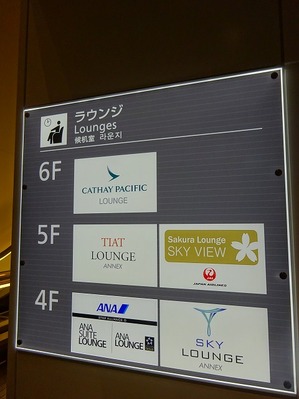 ラウンジ
Lounges
候机室 라운지
6F
CATHAY PACIFIC
LOUNGE
5F
TIAT
LOUNGE
ANNEX
Sakura Lounge
SKY VIEW
JAPAN AIRLINES
4F
ANA
ANA
SUITE
LOUNGE
ANA
LOUNGE
SKY
LOUNGE
ANNEX